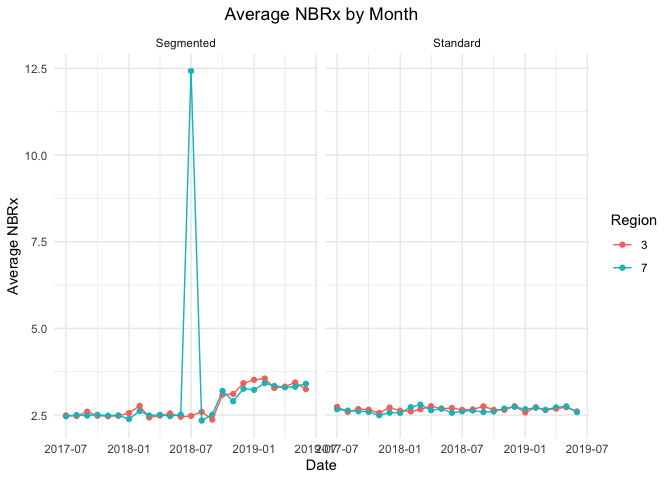 Average NBRx by Month
Segmented Standard
12.5
10.0
7.5
5.0
2.5
Average NBRx
2017-07 2018-01 2018-07 2019-01 2019-07 2017-07 2018-01 2018-07 2019-01 2019-07
Date
Region
3
7